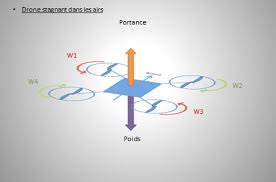 • Drone stagnant dans les airs
Portance
W1
W4
W2
W3
Poids